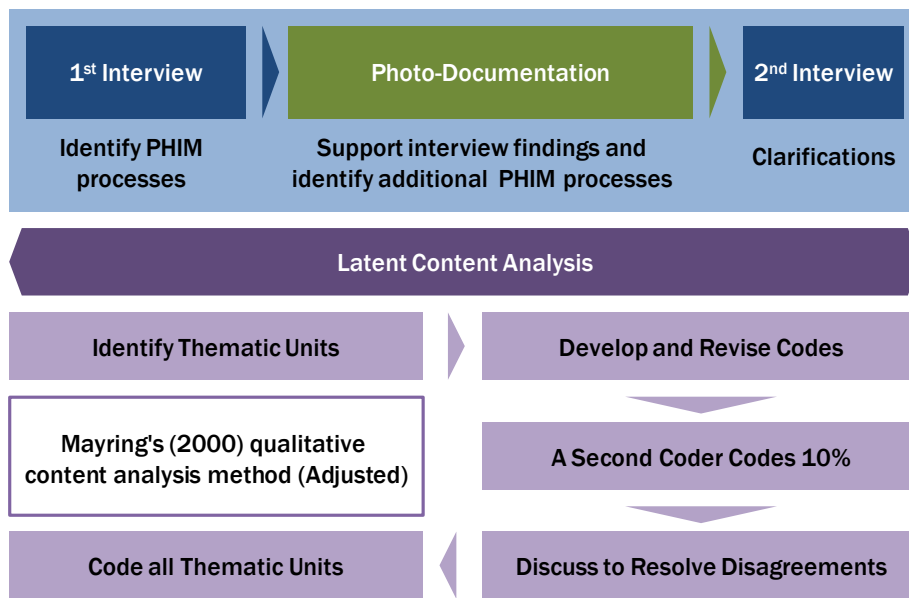 1st Interview
Photo-Documentation
2nd Interview
Identify PHIM
processes
Support interview findings and
identify additional PHIM processes
Clarifications
Latent Content Analysis
Identify Thematic Units
Develop and Revise Codes
Mayring's (2000) qualitative
content analysis method (Adjusted)
A Second Coder Codes 10%
Code all Thematic Units
Discuss to Resolve Disagreements